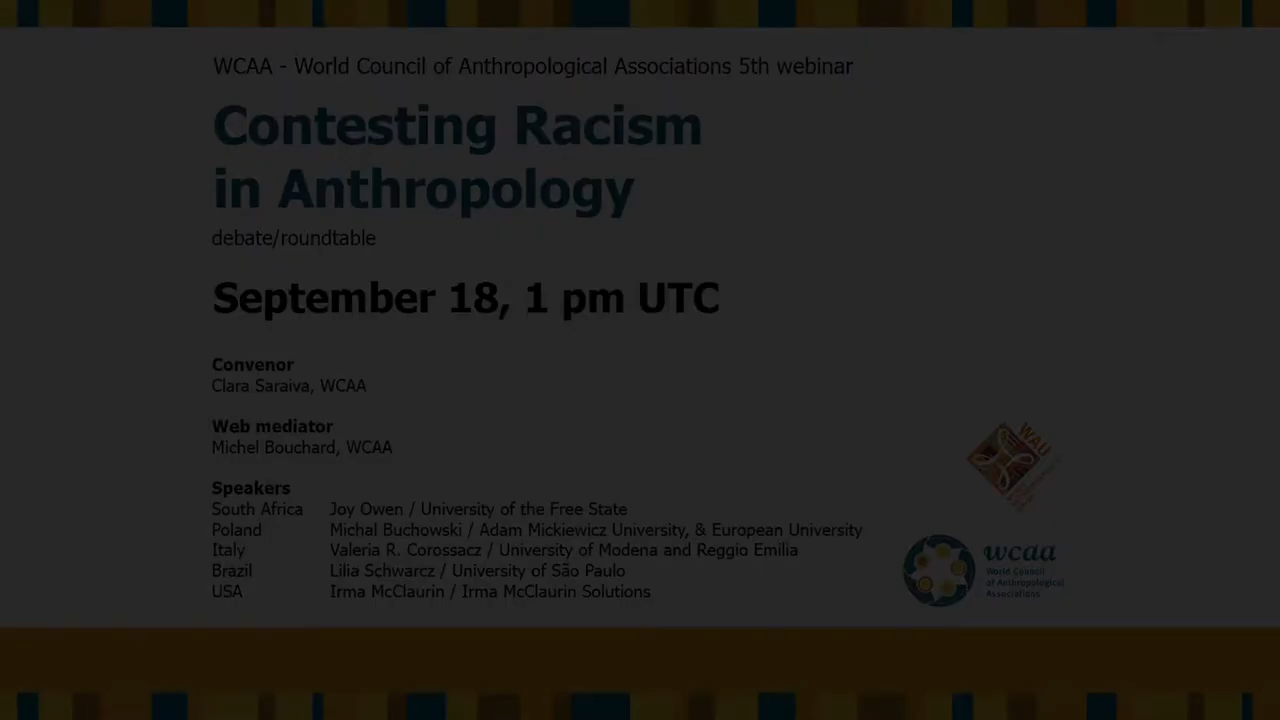 WCAA - World Council of Anthropological Associations 5th webinar
Contesting Racism
in Anthropology
debate/roundtable
September 18, 1 pm UTC
Convenor
Clara Saraiva, WCAA
Web mediator
Michel Bouchard, WCAA
Speakers
South Africa Joy Owen / University of the Free State
Poland Michal Buchowski / Adam Mickiewicz University, & European University
Italy Valeria R. Corossacz / University of Modena and Reggio Emilia
Brazil Lilia Schwarcz / University of São Paulo
USA Irma McClaurin / Irma McClaurin Solutions
WAU
wcaa
World Council
of Anthropological
Associations